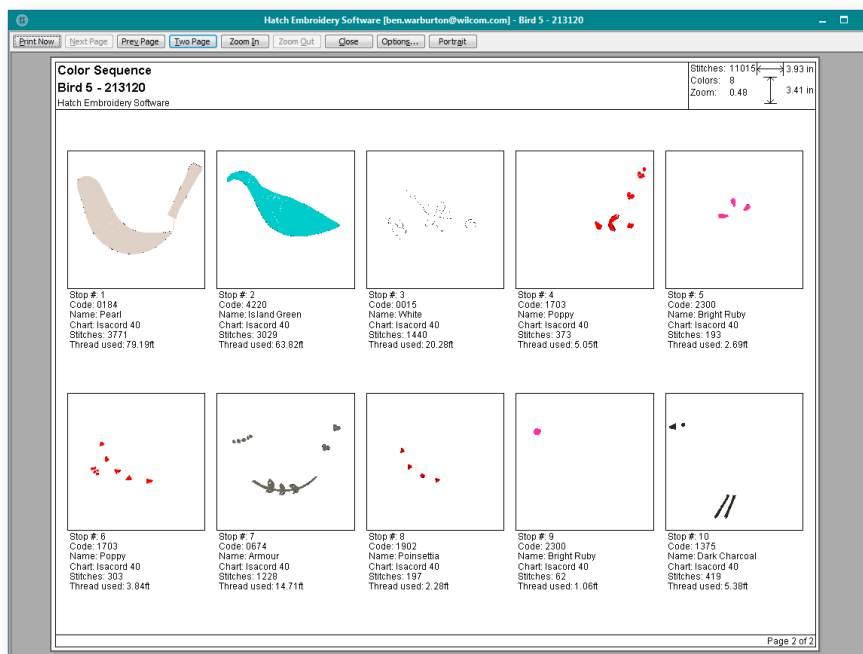 Hatch Embroidery Software [ben.warburton@wilcom.com] - Bird 5 - 213120
Print Now Next Page Prev Page Two Page Zoom In Zoom Out Close Options... Portrait
Color Sequence
Bird 5 - 213120
Hatch Embroidery Software
Stitches: 11015 3.93 in
Colors: 8
Zoom: 0.48 3.41 in
Stop #: 1
Code: 0184
Name: Pearl
Chart: Isacord 40
Stitches: 3771
Thread used: 79.19ft
Stop #: 2
Code: 4220
Name: Island Green
Chart: Isacord 40
Stitches: 3029
Thread used: 63.82ft
Stop #: 3
Code: 0015
Name: White
Chart: Isacord 40
Stitches: 1440
Thread used: 20.28ft
Stop #: 4
Code: 1703
Name: Poppy
Chart: Isacord 40
Stitches: 373
Thread used: 5.05ft
Stop #: 5
Code: 2300
Name: Bright Ruby
Chart: Isacord 40
Stitches: 193
Thread used: 2.69ft
Stop #: 6
Code: 1703
Name: Poppy
Chart: Isacord 40
Stitches: 303
Thread used: 3.84ft
Stop #: 7
Code: 0674
Name: Armour
Chart: Isacord 40
Stitches: 1228
Thread used: 14.71ft
Stop #: 8
Code: 1902
Name: Poinsettia
Chart: Isacord 40
Stitches: 197
Thread used: 2.28ft
Stop #: 9
Code: 2300
Name: Bright Ruby
Chart: Isacord 40
Stitches: 62
Thread used: 1.06ft
Stop #: 10
Code: 1375
Name: Dark Charcoal
Chart: Isacord 40
Stitches: 419
Thread used: 5.38ft
Page 2 of 2